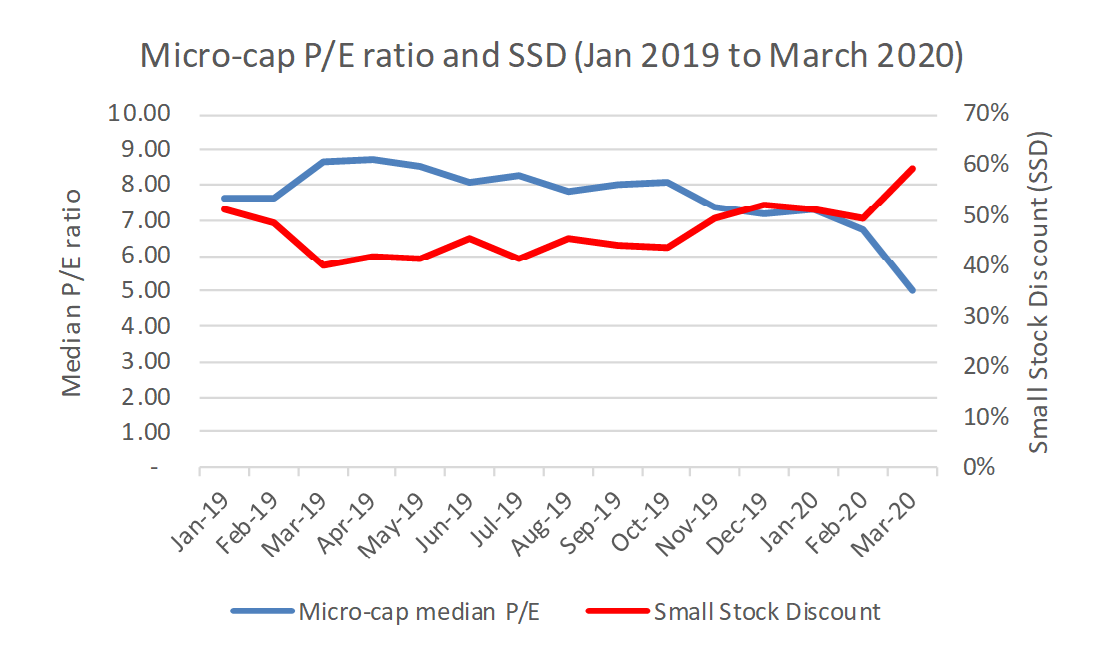 Micro-cap P/E ratio and SSD (Jan 2019 to March 2020)
Median P/E ratio
10.00
9.00
8.00
7.00
6.00
5.00
4.00
3.00
2.00
1.00
-
70%
60%
50%
40%
30%
20%
10%
0%
Small Stock Discount (SSD)
Jan-19
Feb-19
Mar-19
Apr-19
May-19
Jun-19
Jul-19
Aug-19
Sep-19
Oct-19
Nov-19
Dec-19
Jan-20
Feb-20
Mar-20
Micro-cap median P/E
Small Stock Discount